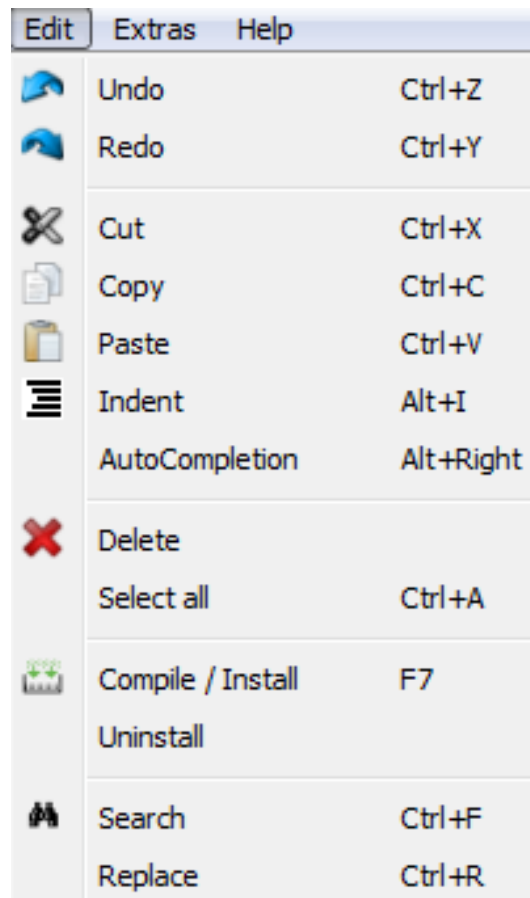 Edit Extras Help
Undo Ctrl+Z
Redo Ctrl+Y
Cut Ctrl+X
Copy Ctrl+C
Paste Ctrl+V
Indent Alt+I
AutoCompletion Alt+Right
Delete
Select all Ctrl+A
Compile / Install F7
Uninstall
Search Ctrl+F
Replace Ctrl+R